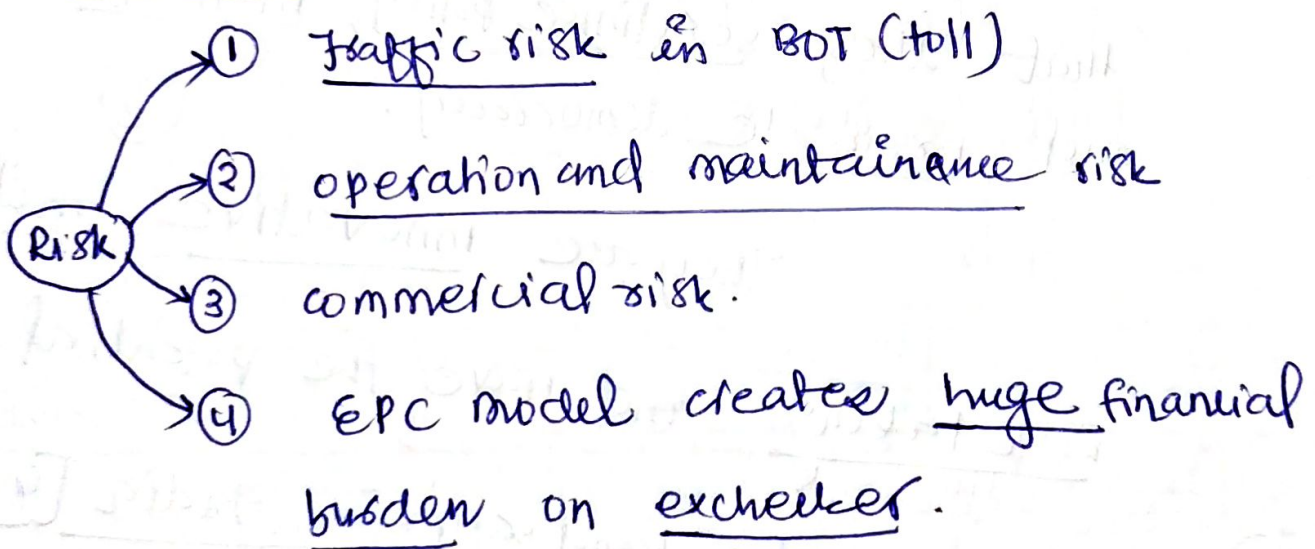 ① Traffic risk in BOT (toll)
② operation and maintainance risk
Risk
③ commercial risk.
④ EPC model creates huge financial
burden on excheker.